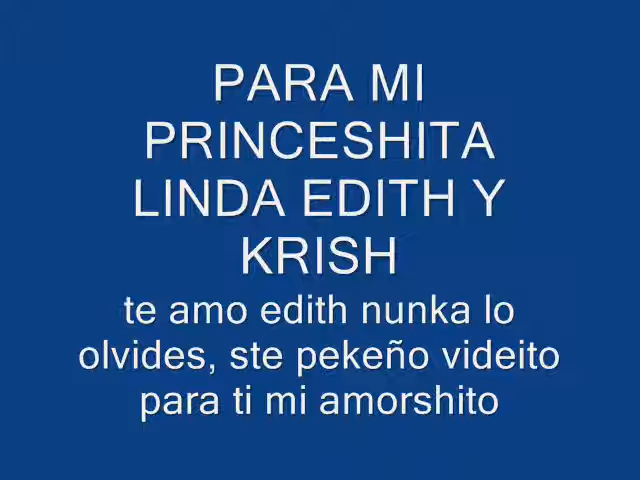 PARA MI
PRINCESHITA
LINDA EDITH Y
KRISH
te amo edith nunka lo
olvides, ste pekeño videito
para ti mi amorshito